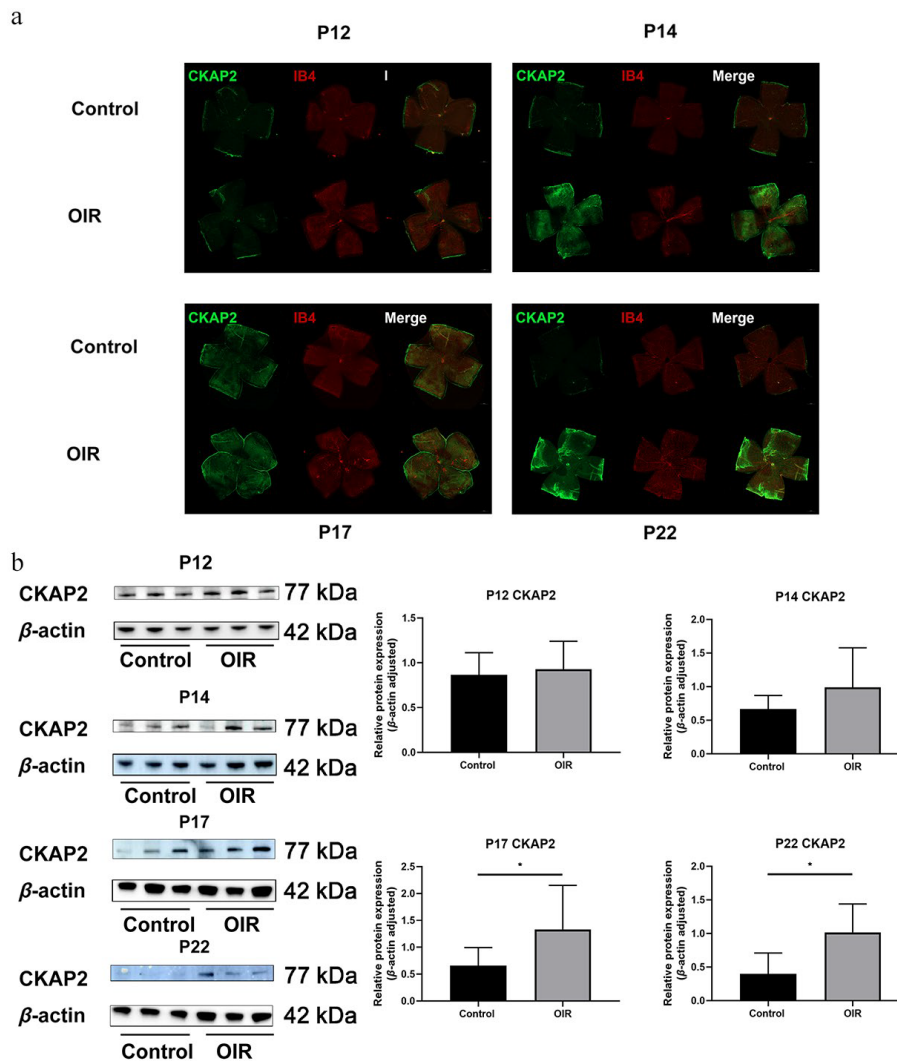 a
P12 P14
CKAP2 IB4 I CKAP2 IB4 Merge
Control
OIR
CKAP2 IB4 Merge CKAP2 IB4 Merge
Control
OIR
P17 P22
b
P12
CKAP2 77 kDa
β-actin 42 kDa
Control OIR
P14
CKAP2 77 kDa
β-actin 42 kDa
Control OIR
P17
CKAP2 77 kDa
β-actin 42 kDa
Control OIR
P22
CKAP2 77 kDa
β-actin 42 kDa
Control OIR
P12 CKAP2
Relative protein expression
(β-actin adjusted)
1.5
1.0
0.5
0.0
Control OIR
P14 CKAP2
Relative protein expression
(β-actin adjusted)
2.0
1.5
1.0
0.5
0.0
Control OIR
P17 CKAP2
*
Relative protein expression
(β-actin adjusted)
2.5
2.0
1.5
1.0
0.5
0.0
Control OIR
P22 CKAP2
*
Relative protein expression
(β-actin adjusted)
2.0
1.5
1.0
0.5
0.0
Control OIR